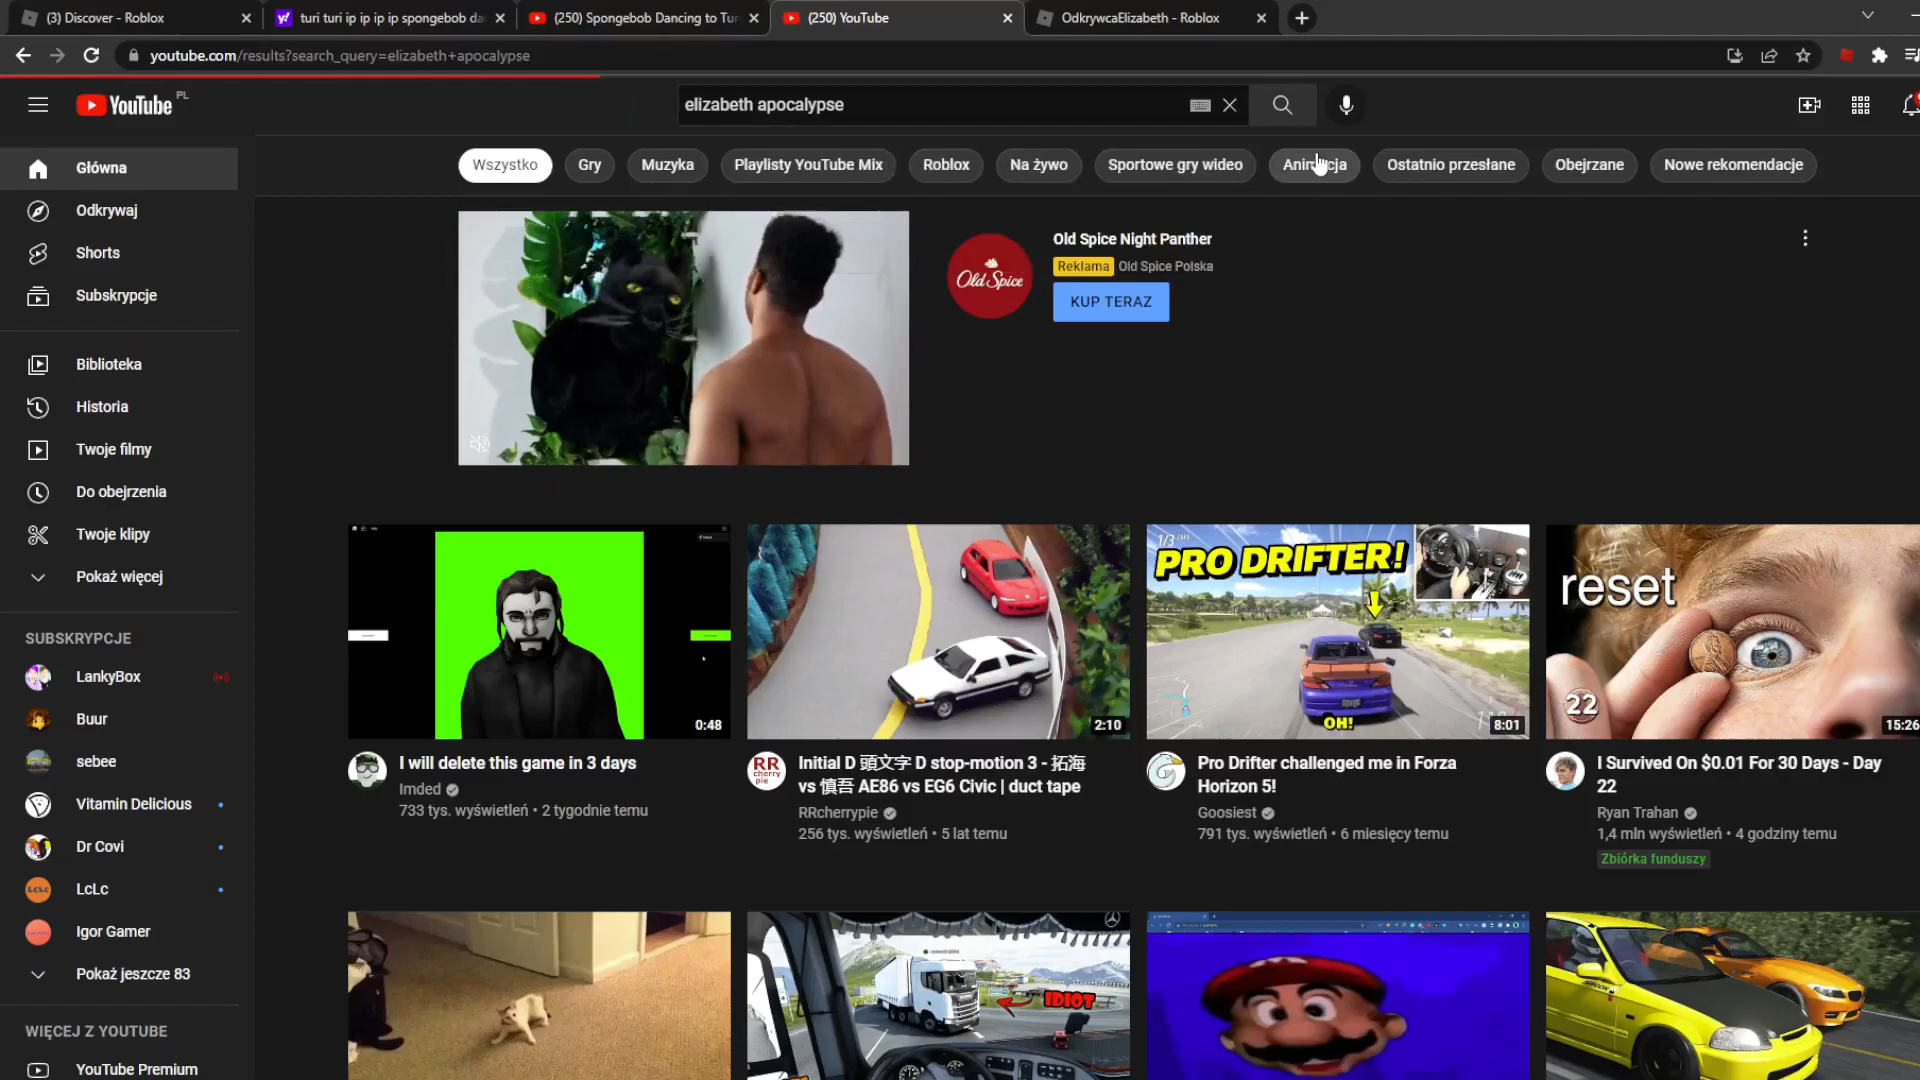 (3) Discover - Roblox
turi turi ip ip ip ip spongebob da
(250) Spongebob Dancing to Tur
(250) YouTube
OdkrywcaElizabeth - Roblox
youtube.com/results?search_query=elizabeth+apocalypse
YouTube PL
elizabeth apocalypse
Wszystko
Gry
Muzyka
Playlisty YouTube Mix
Roblox
Na żywo
Sportowe gry wideo
Animacja
Ostatnio przesłane
Obejrzane
Nowe rekomendacje
Główna
Odkrywaj
Shorts
Subskrypcje
Biblioteka
Historia
Twoje filmy
Do obejrzenia
Twoje klipy
Pokaż więcej
SUBSKRYPCJE
LankyBox
Buur
sebee
Vitamin Delicious
Dr Covi
LcLc
Igor Gamer
Pokaż jeszcze 83
WIĘCEJ Z YOUTUBE
YouTube Premium
Old Spice
Old Spice Night Panther
Reklama Old Spice Polska
KUP TERAZ
0:48
I will delete this game in 3 days
Imded
733 tys. wyświetleń • 2 tygodnie temu
2:10
RR
cherry
pie
Initial D 頭文字 D stop-motion 3 - 拓海
vs 慎吾 AE86 vs EG6 Civic | duct tape
RRcherrypie
256 tys. wyświetleń • 5 lat temu
1/3
PRO DRIFTER!
OH!
8:01
Pro Drifter challenged me in Forza
Horizon 5!
Goosiest
791 tys. wyświetleń • 6 miesięcy temu
reset
22
15:26
I Survived On $0.01 For 30 Days - Day
22
Ryan Trahan
1,4 mln wyświetleń • 4 godziny temu
Zbiórka funduszy
IDIOT